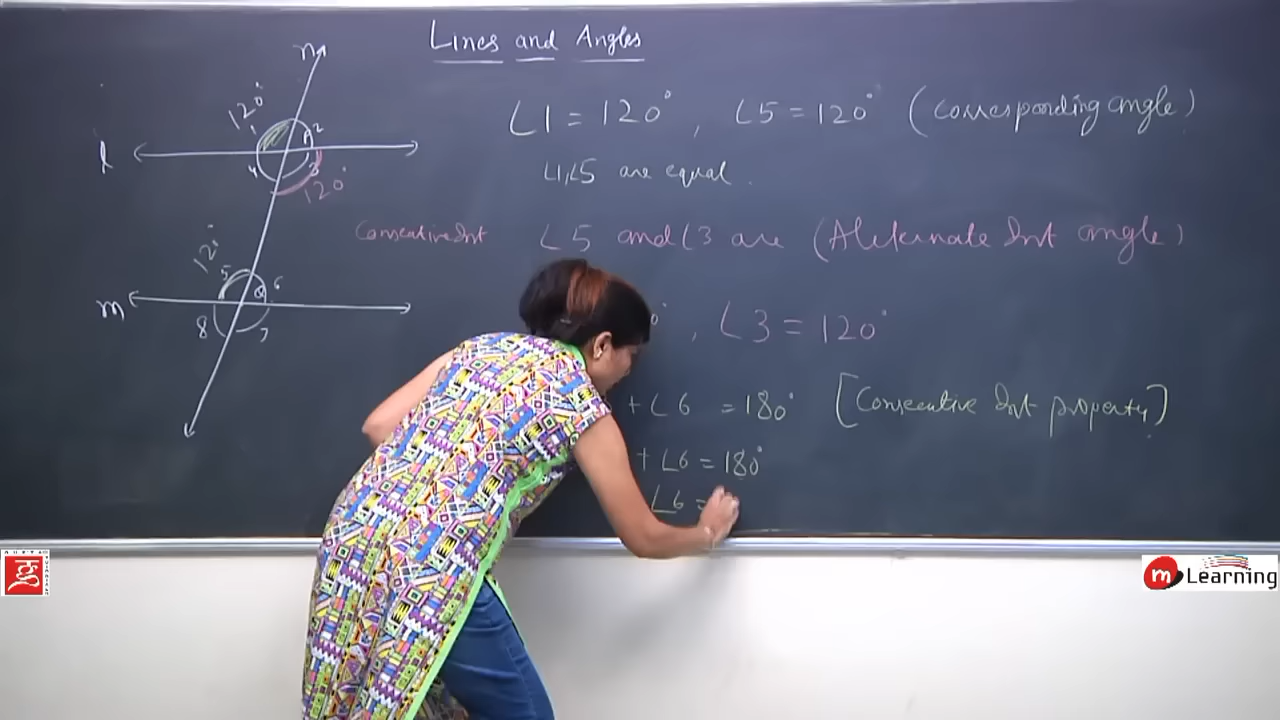 Lines and Angles
n
120°
1
2
l
4
3
120°
∠1 = 120° , ∠5 = 120° (Corresponding angle)
∠1,∠5 are equal.
Consecutive Int ∠5 and ∠3 are (Aleternate Int angle)
120°
5
6
m
8
7
° , ∠3 = 120°
+ ∠6 = 180° [Consecutive Int property]
+ ∠6 = 180°
∠6 =
m Learning